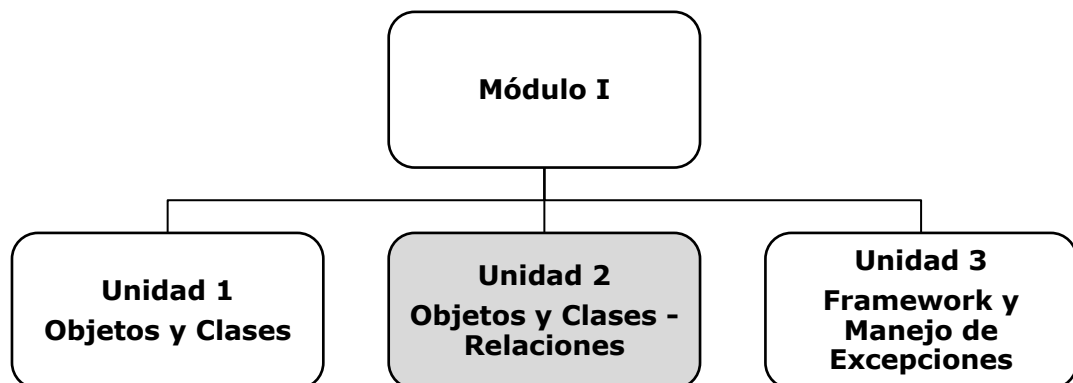 Módulo I
Unidad 1
Objetos y Clases
Unidad 2
Objetos y Clases -
Relaciones
Unidad 3
Framework y
Manejo de
Excepciones